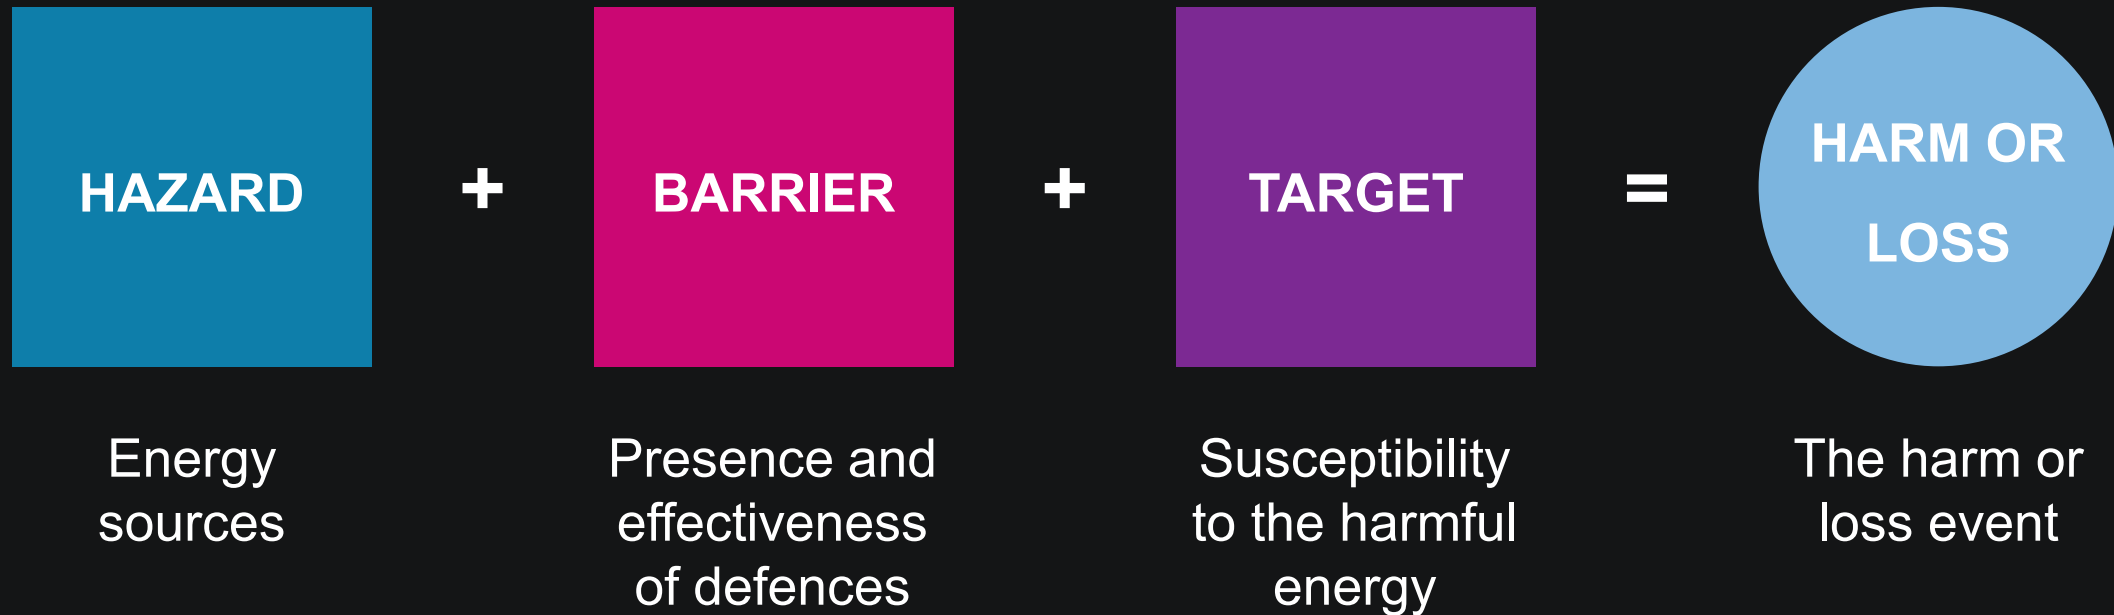 HAZARD
+
BARRIER
+
TARGET
=
HARM OR
LOSS
Energy
sources
Presence and
effectiveness
of defences
Susceptibility
to the harmful
energy
The harm or
loss event